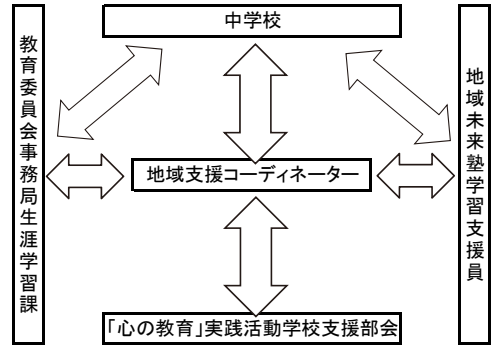 中学校
教育委員会事務局生涯学習課
地域支援コーディネーター
地域未来塾学習支援員
「心の教育」実践活動学校支援部会